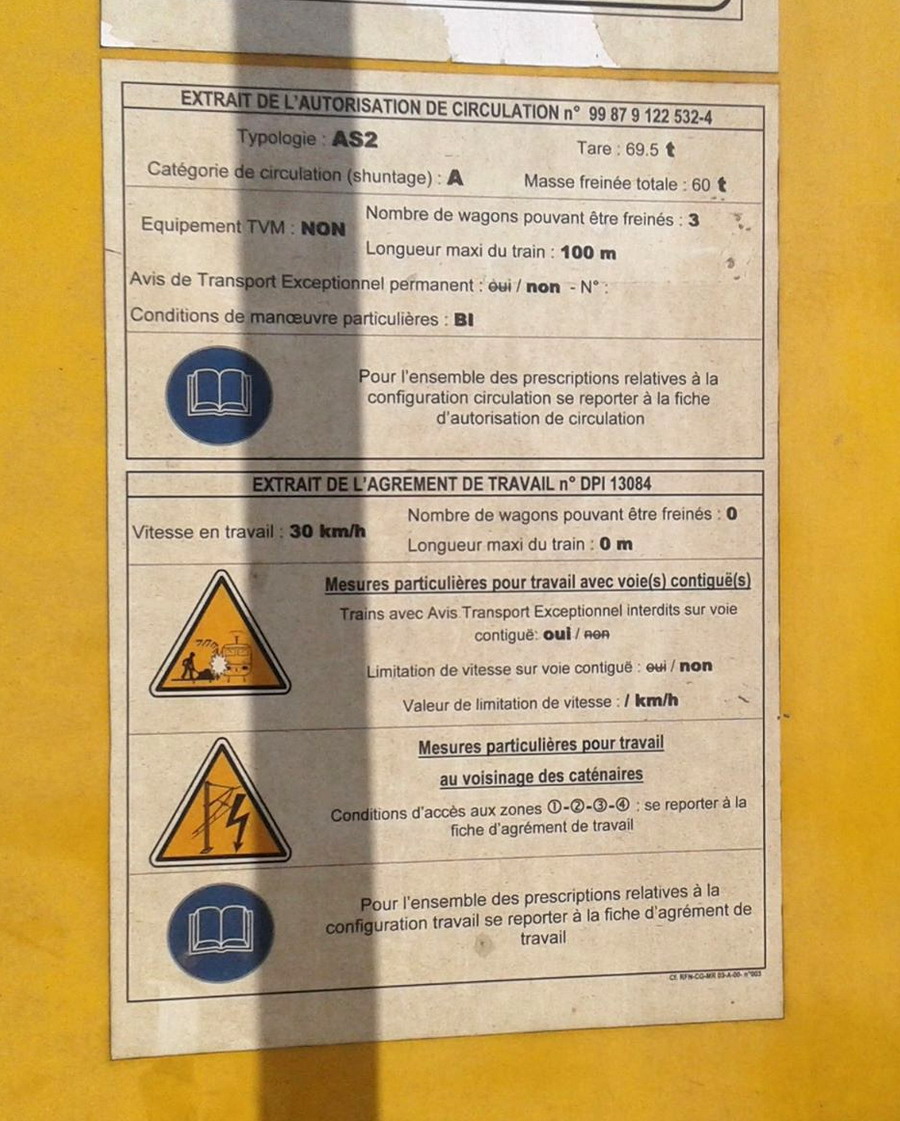 EXTRAIT DE L'AUTORISATION DE CIRCULATION n° 99 87 9 122 532-4
Typologie : AS2
Tare : 69.5 t
Catégorie de circulation (shuntage) : A
Masse freinée totale : 60 t
Equipement TVM : NON
Nombre de wagons pouvant être freinés : 3
Longueur maxi du train : 100 m
Avis de Transport Exceptionnel permanent : oui / non - N° :
Conditions de manœuvre particulières : BI
Pour l'ensemble des prescriptions relatives à la
configuration circulation se reporter à la fiche
d'autorisation de circulation
EXTRAIT DE L'AGREMENT DE TRAVAIL n° DPI 13084
Vitesse en travail : 30 km/h
Nombre de wagons pouvant être freinés : 0
Longueur maxi du train : 0 m
Mesures particulières pour travail avec voie(s) contiguë(s)
Trains avec Avis Transport Exceptionnel interdits sur voie
contiguë: oui / non
Limitation de vitesse sur voie contiguë : oui / non
Valeur de limitation de vitesse : / km/h
Mesures particulières pour travail
au voisinage des caténaires
Conditions d'accès aux zones ①-②-③-④ : se reporter à la
fiche d'agrément de travail
Pour l'ensemble des prescriptions relatives à la
configuration travail se reporter à la fiche d'agrément de
travail
Cf. RFN-CG-MR 03-A-00- n°003